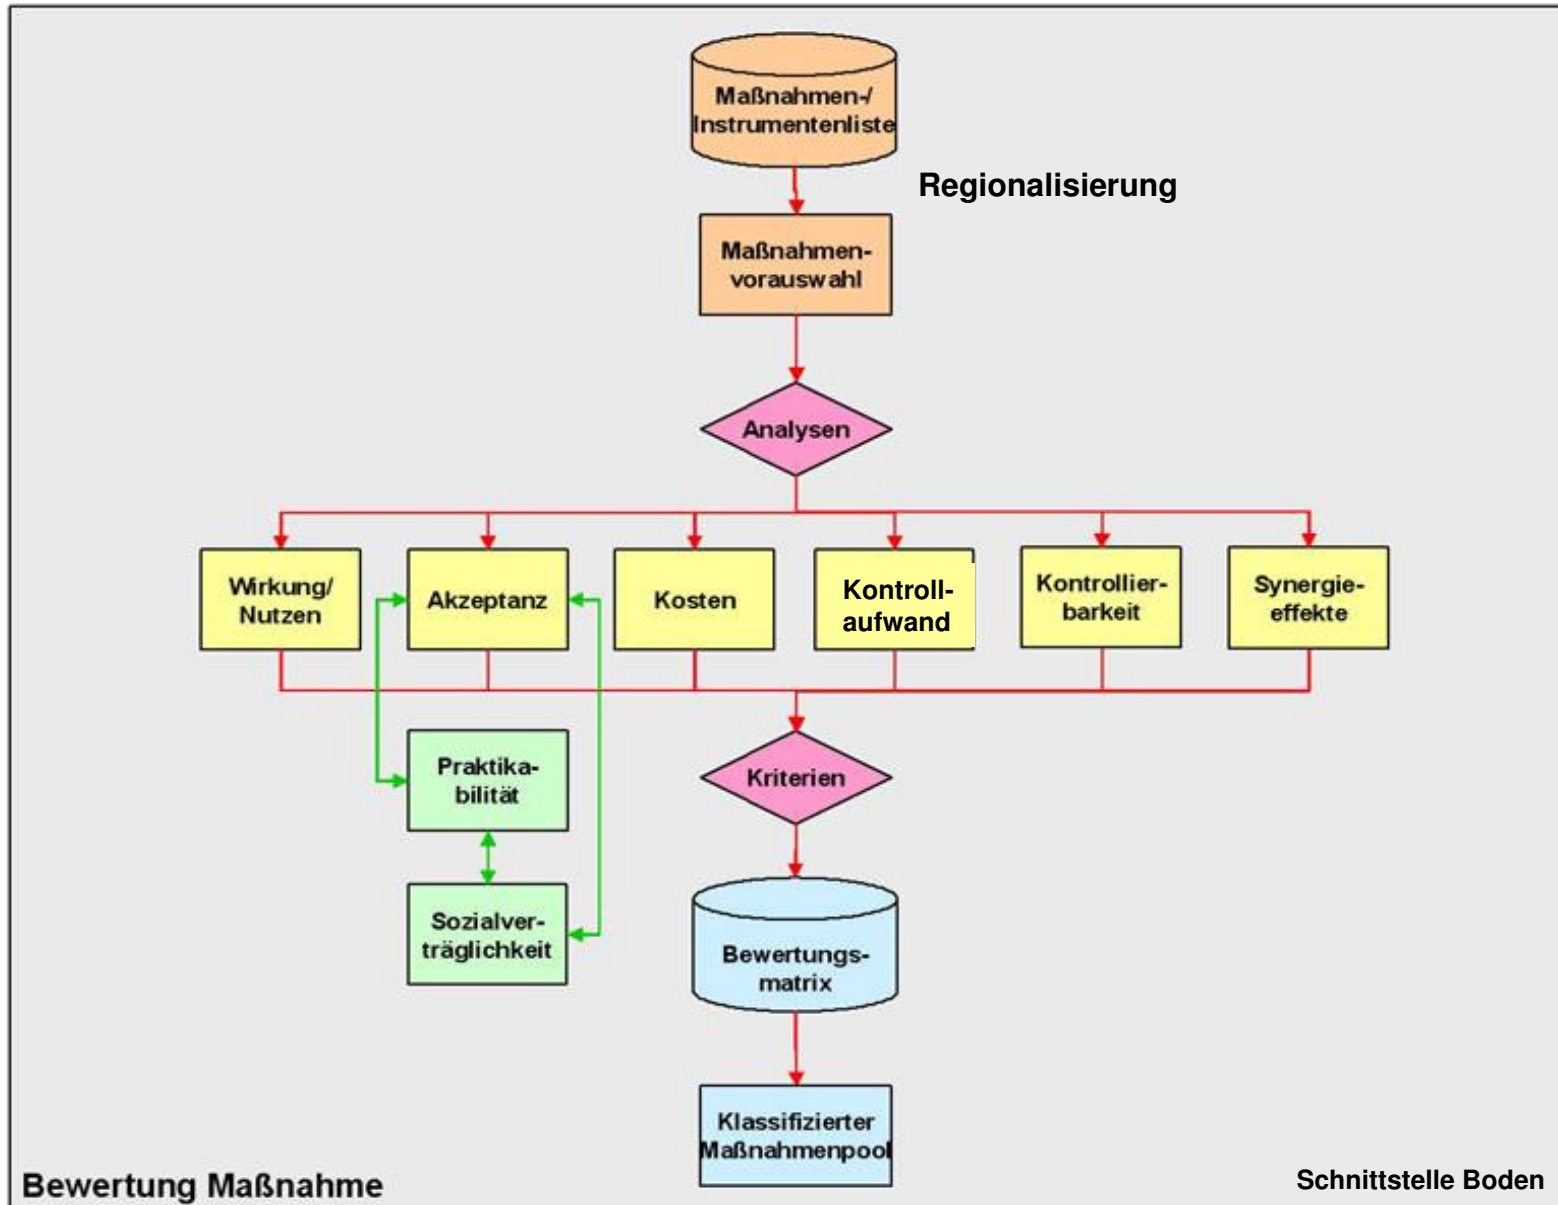 Maßnahmen-/
Instrumentenliste
Regionalisierung
Maßnahmen-
vorauswahl
Analysen
Wirkung/
Nutzen
Akzeptanz
Kosten
Kontroll-
aufwand
Kontrollier-
barkeit
Synergie-
effekte
Praktika-
bilität
Kriterien
Sozialver-
träglichkeit
Bewertungs-
matrix
Klassifizierter
Maßnahmenpool
Bewertung Maßnahme
Schnittstelle Boden